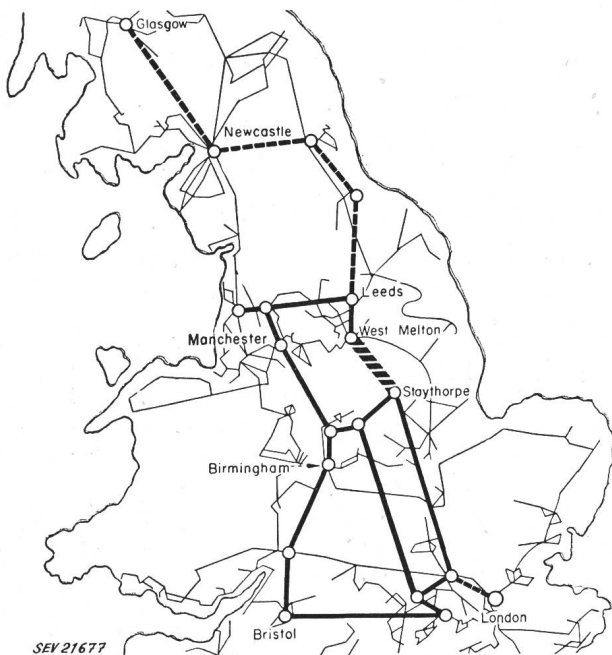 Glasgow
Newcastle
Leeds
Manchester
West Melton
Staythorpe
Birmingham
London
Bristol
SEV 21677